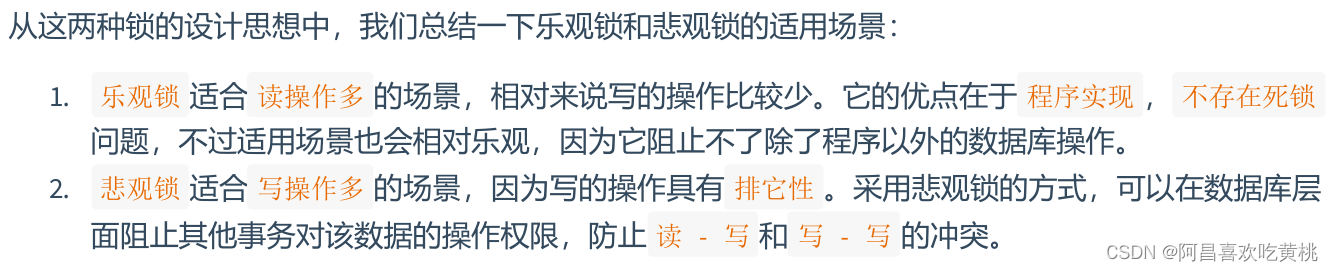 从这两种锁的设计思想中，我们总结一下乐观锁和悲观锁的适用场景：
1. 乐观锁 适合 读操作多 的场景，相对来说写的操作比较少。它的优点在于 程序实现 ， 不存在死锁
问题，不过适用场景也会相对乐观，因为它阻止不了除了程序以外的数据库操作。
2. 悲观锁 适合 写操作多 的场景，因为写的操作具有 排它性 。采用悲观锁的方式，可以在数据库层
面阻止其他事务对该数据的操作权限，防止 读 - 写 和 写 - 写 的冲突。
CSDN @阿昌喜欢吃黄桃